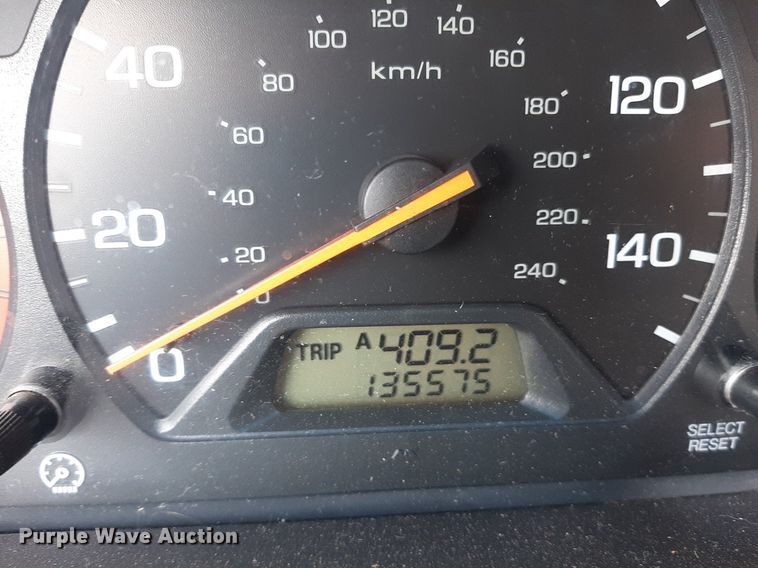 120
100 140
40 80 km/h 160 120
60 180
40 200
20 20 220 140
0 240
0
TRIP A 409.2
135575
SELECT
RESET
Purple Wave Auction